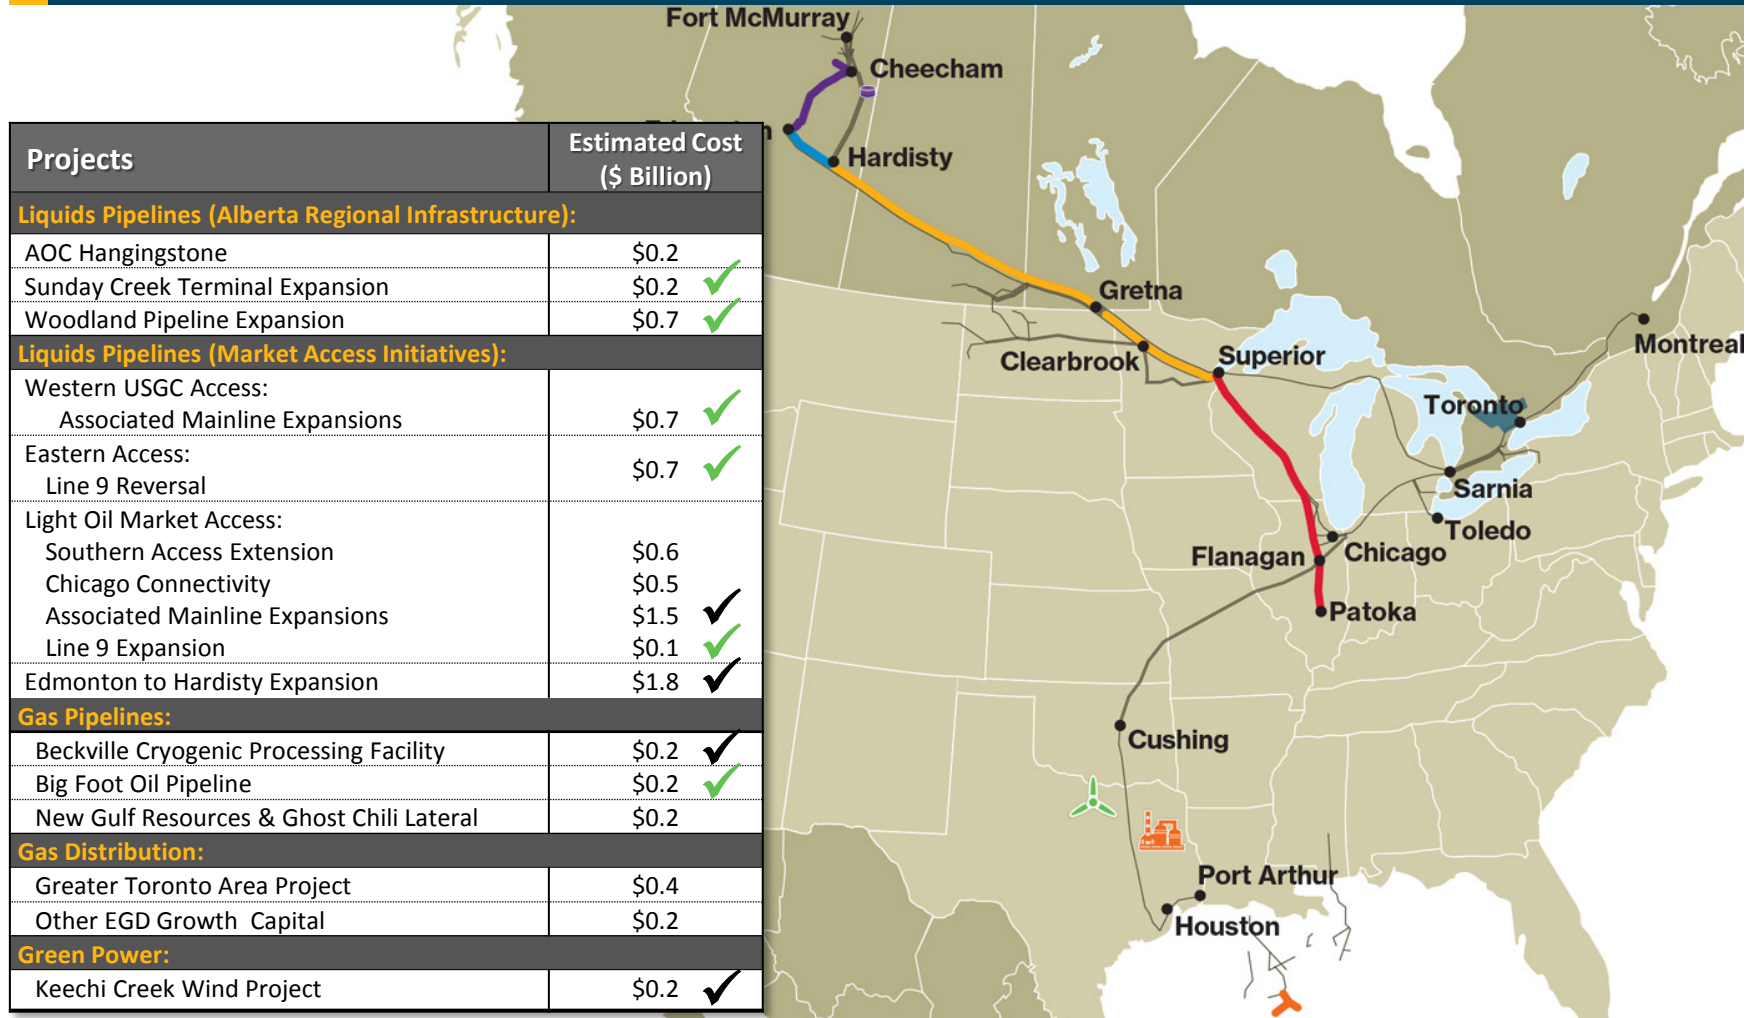 Projects
Estimated Cost
($ Billion)
Liquids Pipelines (Alberta Regional Infrastructure):
AOC Hangingstone $0.2
Sunday Creek Terminal Expansion $0.2
Woodland Pipeline Expansion $0.7
Liquids Pipelines (Market Access Initiatives):
Western USGC Access:
Associated Mainline Expansions $0.7
Eastern Access:
Line 9 Reversal $0.7
Light Oil Market Access:
Southern Access Extension $0.6
Chicago Connectivity $0.5
Associated Mainline Expansions $1.5
Line 9 Expansion $0.1
Edmonton to Hardisty Expansion $1.8
Gas Pipelines:
Beckville Cryogenic Processing Facility $0.2
Big Foot Oil Pipeline $0.2
New Gulf Resources & Ghost Chili Lateral $0.2
Gas Distribution:
Greater Toronto Area Project $0.4
Other EGD Growth Capital $0.2
Green Power:
Keechi Creek Wind Project $0.2
Fort McMurray
Cheecham
Hardisty
Gretna
Clearbrook
Superior
Montreal
Toronto
Sarnia
Toledo
Flanagan
Chicago
Patoka
Cushing
Port Arthur
Houston